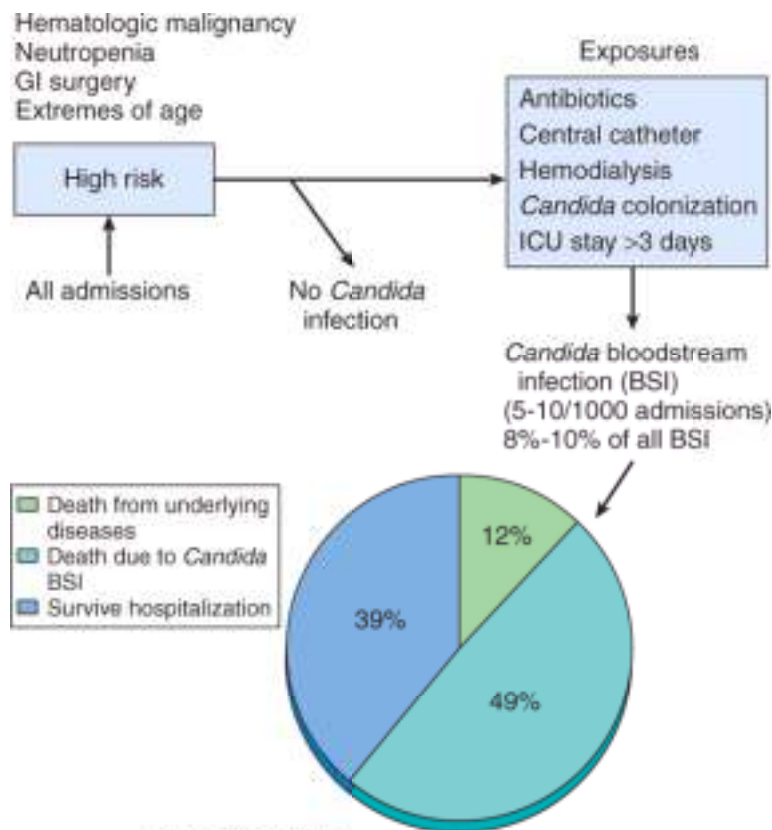 Hematologic malignancy
Neutropenia
GI surgery
Extremes of age
High risk
All admissions
No Candida
infection
Exposures
Antibiotics
Central catheter
Hemodialysis
Candida colonization
ICU stay >3 days
Candida bloodstream
infection (BSI)
(5-10/1000 admissions)
8%-10% of all BSI
Death from underlying
diseases
Death due to Candida
BSI
Survive hospitalization
12%
39%
49%